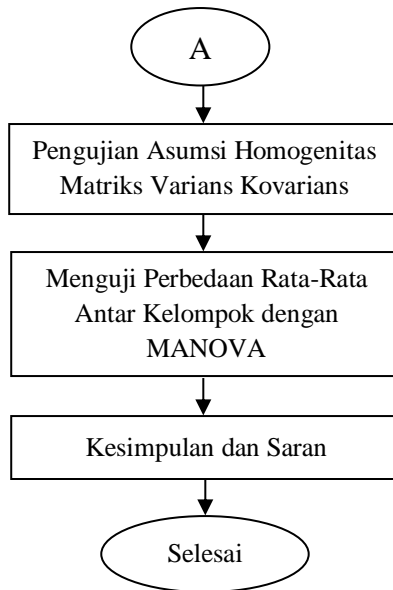 A
Pengujian Asumsi Homogenitas
Matriks Varians Kovarians
Menguji Perbedaan Rata-Rata
Antar Kelompok dengan
MANOVA
Kesimpulan dan Saran
Selesai